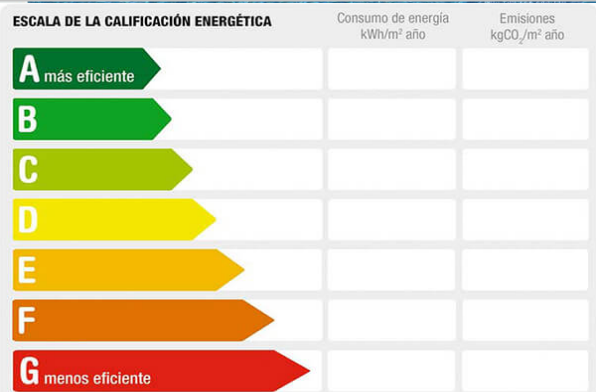 ESCALA DE LA CALIFICACIÓN ENERGÉTICA
Consumo de energía
kWh/m² año
Emisiones
kgCO₂/m² año
A más eficiente
B
C
D
E
F
G menos eficiente